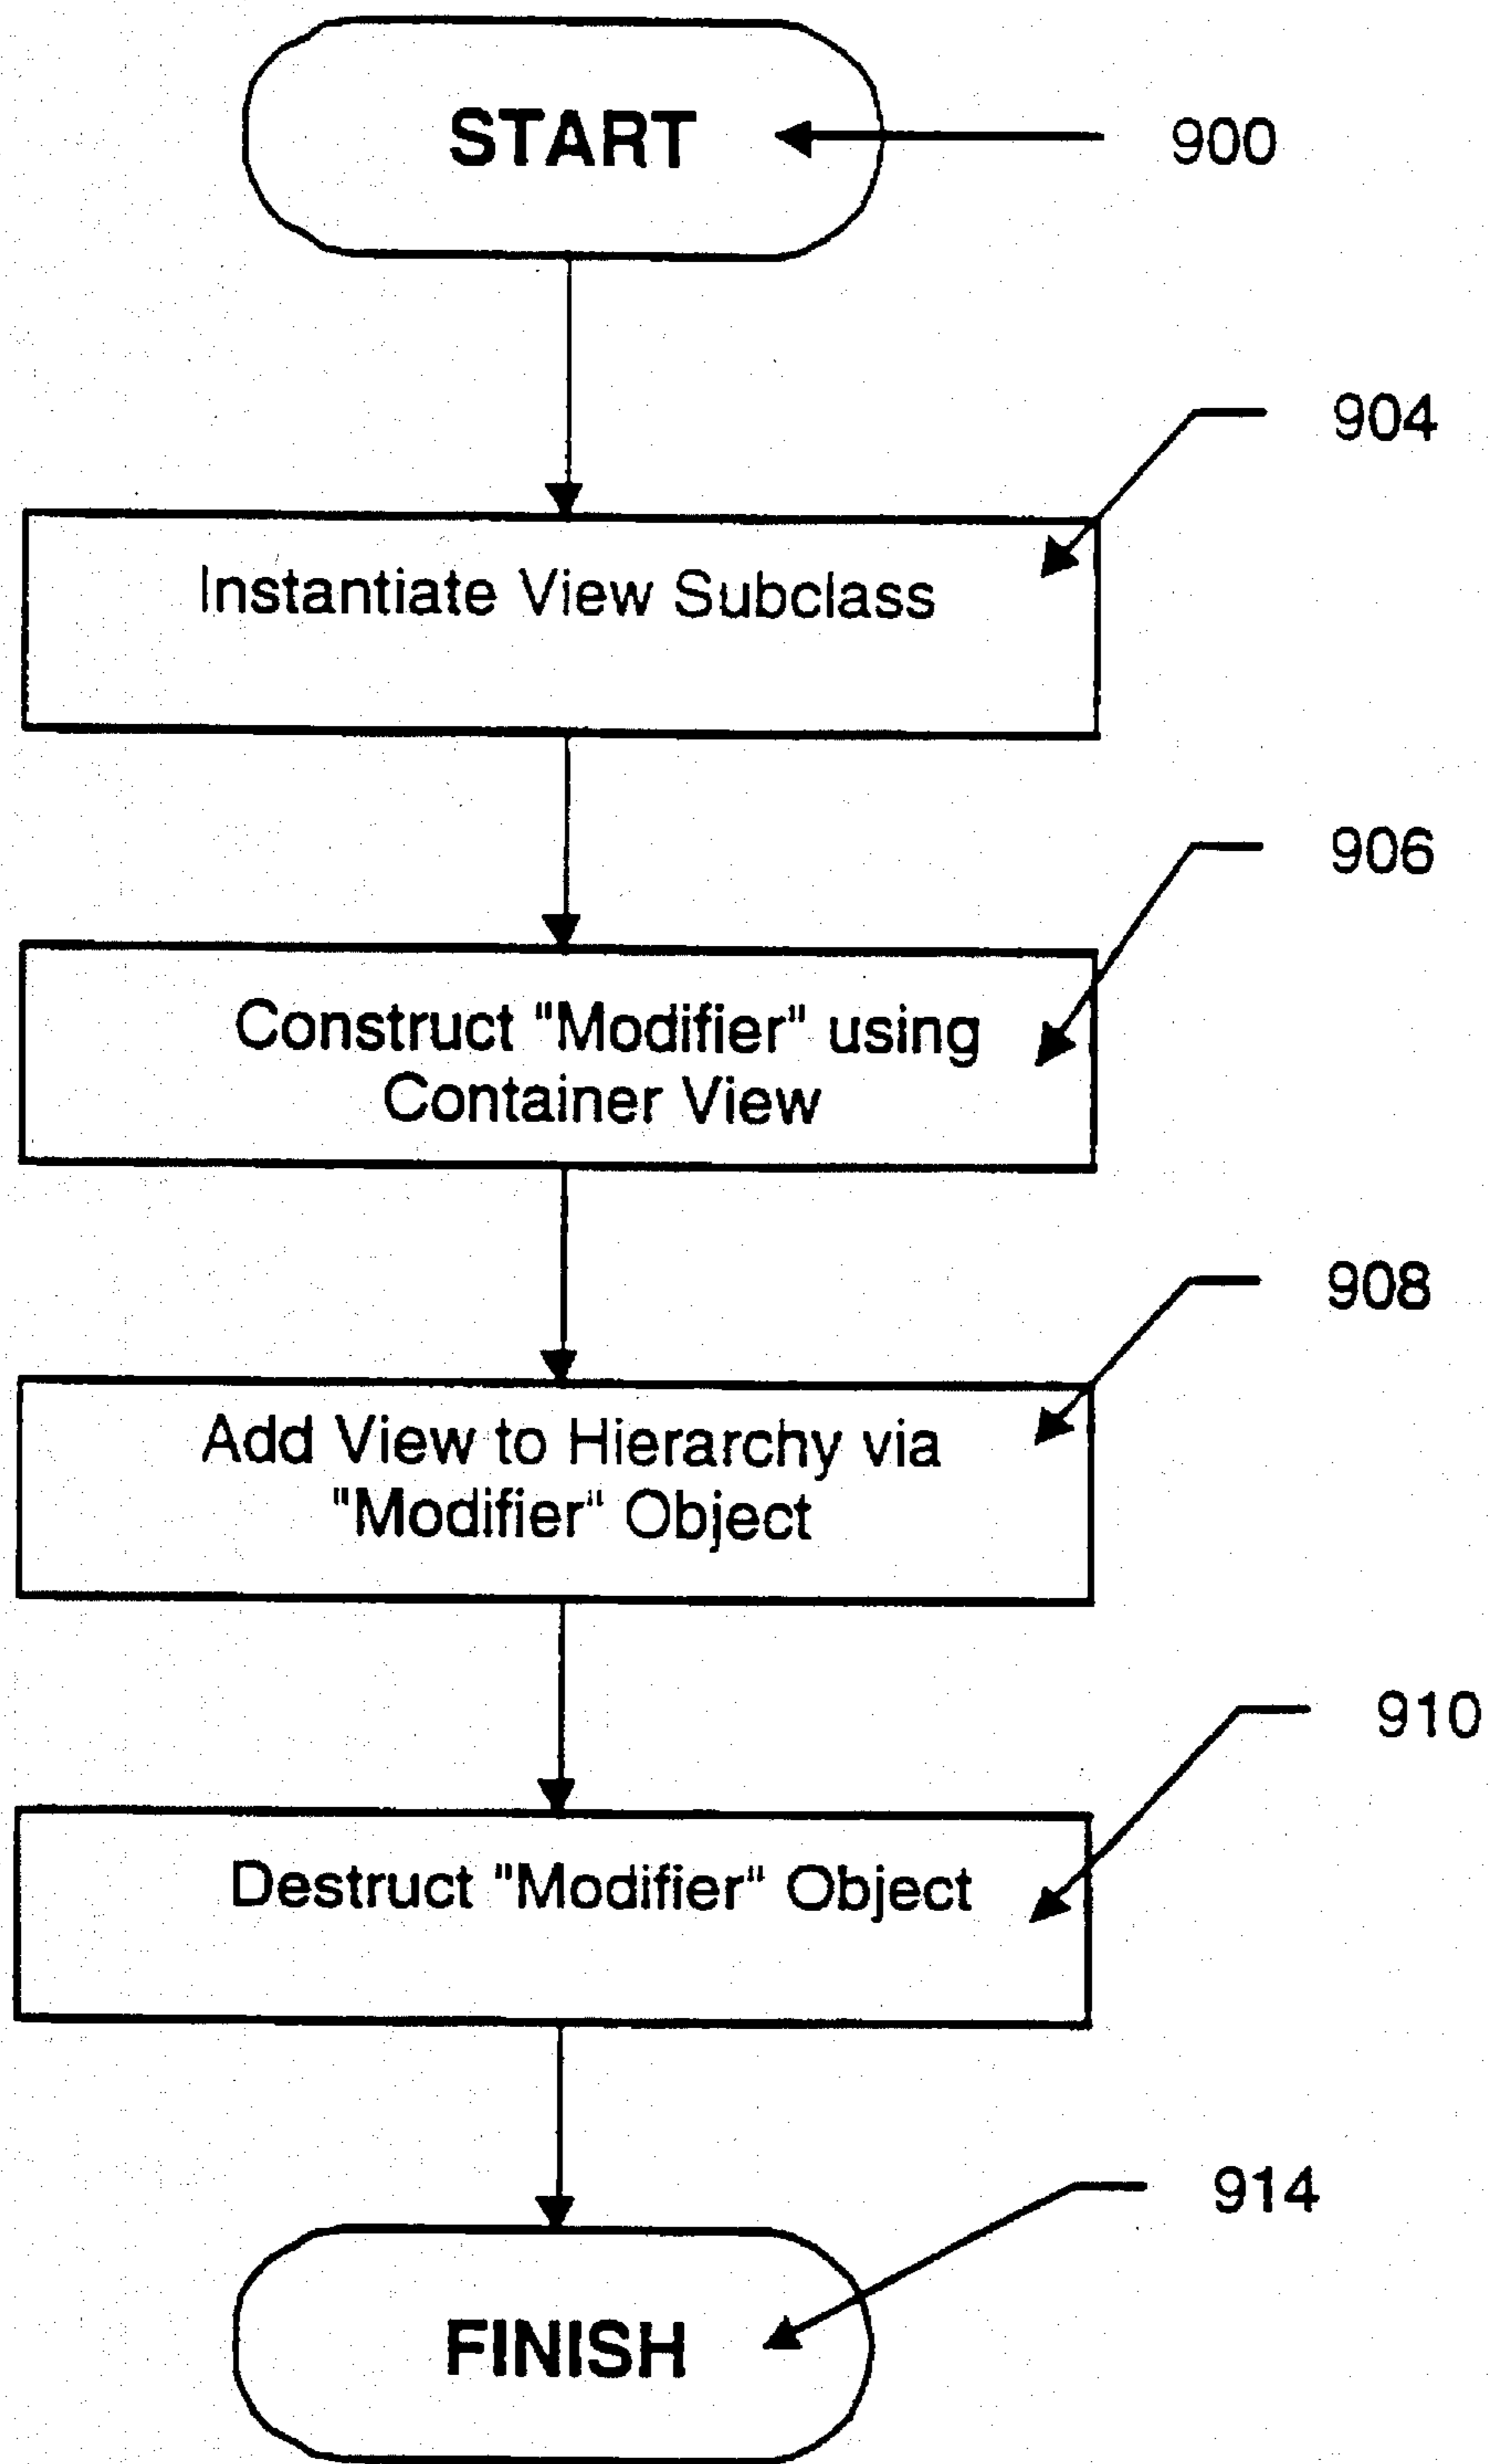 START
900
904
Instantiate View Subclass
906
Construct "Modifier" using
Container View
908
Add View to Hierarchy via
"Modifier" Object
910
Destruct "Modifier" Object
914
FINISH